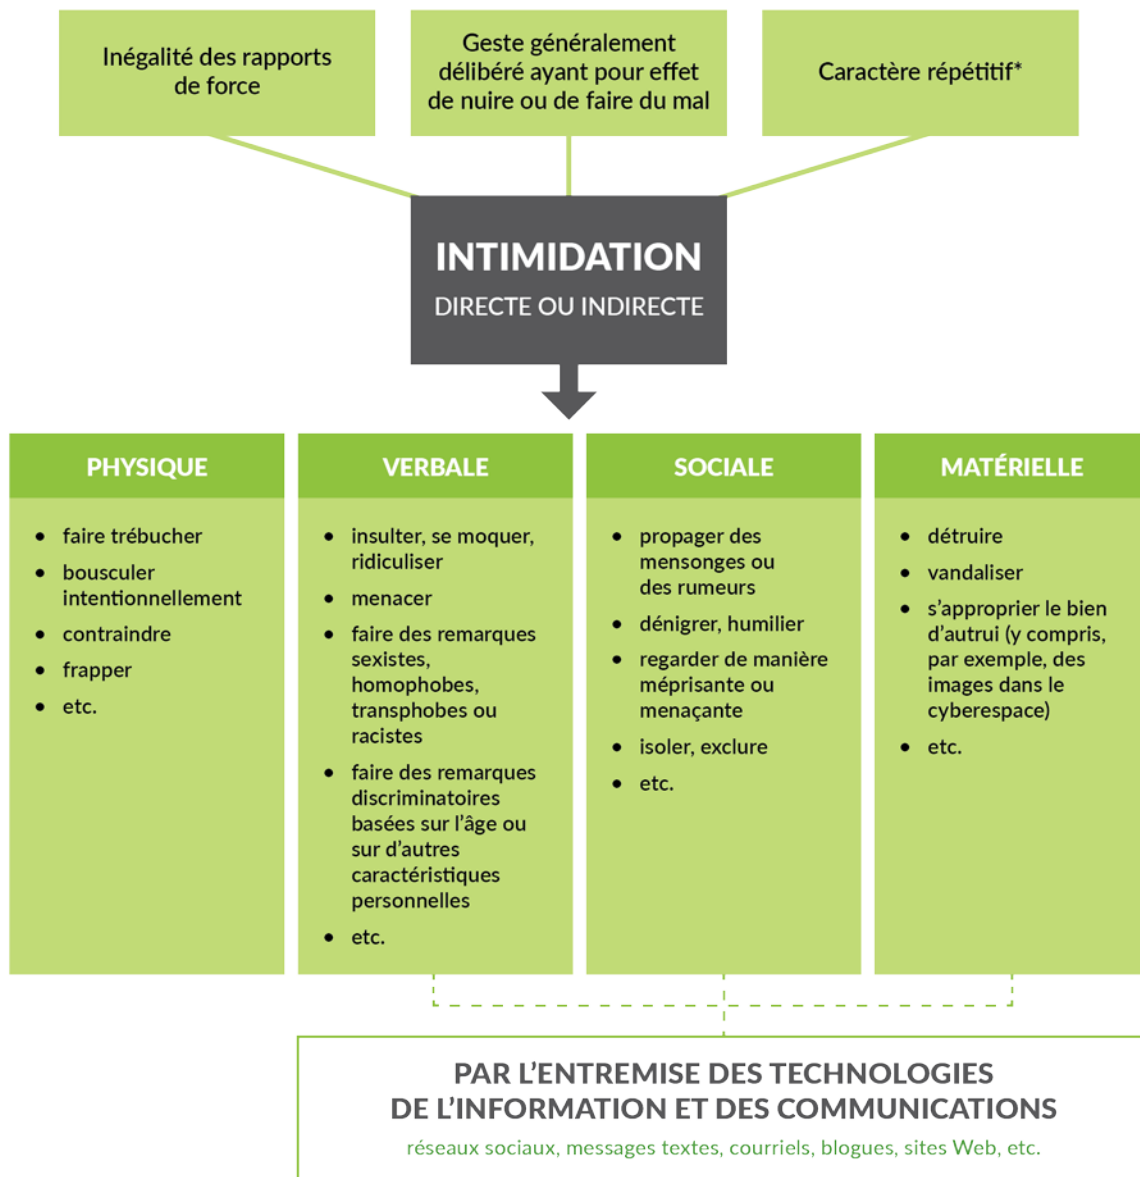 Inégalité des rapports
de force
Geste généralement
délibéré ayant pour effet
de nuire ou de faire du mal
Caractère répétitif*
INTIMIDATION
DIRECTE OU INDIRECTE
PHYSIQUE
• faire trébucher
• bousculer
intentionnellement
• contraindre
• frapper
• etc.
VERBALE
• insulter, se moquer,
ridiculiser
• menacer
• faire des remarques
sexistes,
homophobes,
transphobes ou
racistes
• faire des remarques
discriminatoires
basées sur l’âge ou
sur d’autres
caractéristiques
personnelles
• etc.
SOCIALE
• propager des
mensonges ou
des rumeurs
• dénigrer, humilier
• regarder de manière
méprisante ou
menaçante
• isoler, exclure
• etc.
MATÉRIELLE
• détruire
• vandaliser
• s’approprier le bien
d’autrui (y compris,
par exemple, des
images dans le
cyberespace)
• etc.
PAR L’ENTREMISE DES TECHNOLOGIES
DE L’INFORMATION ET DES COMMUNICATIONS
réseaux sociaux, messages textes, courriels, blogues, sites Web, etc.